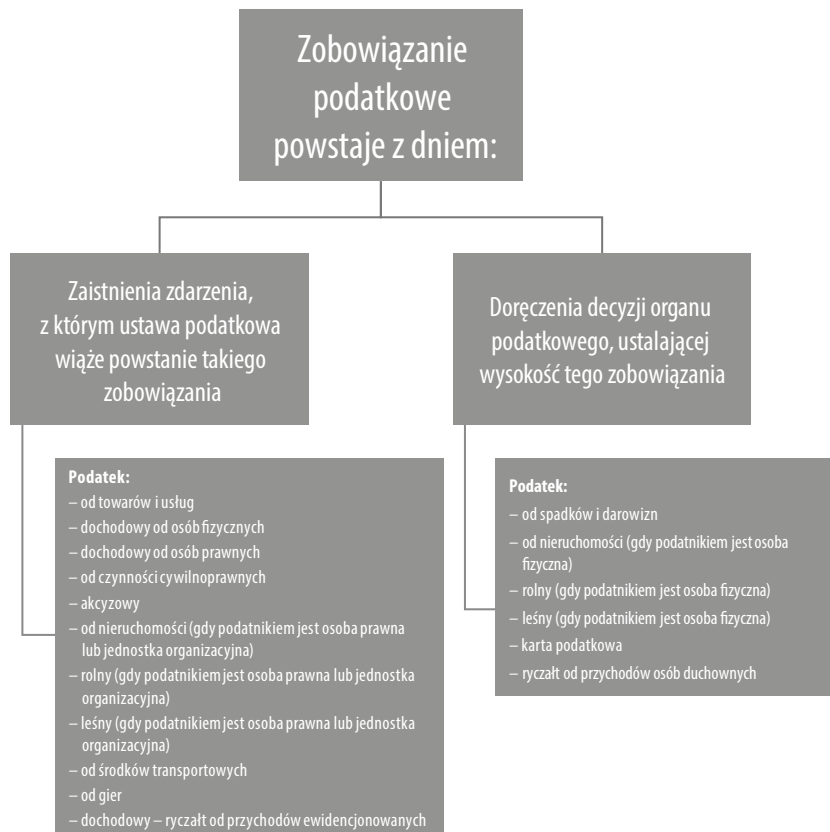 Zobowiązanie
podatkowe
powstaje z dniem:
Zaistnienia zdarzenia,
z którym ustawa podatkowa
wiąże powstanie takiego
zobowiązania
Doręczenia decyzji organu
podatkowego, ustalającej
wysokość tego zobowiązania
Podatek:
– od towarów i usług
– dochodowy od osób fizycznych
– dochodowy od osób prawnych
– od czynności cywilnoprawnych
– akcyzowy
– od nieruchomości (gdy podatnikiem jest osoba prawna
lub jednostka organizacyjna)
– rolny (gdy podatnikiem jest osoba prawna lub jednostka
organizacyjna)
– leśny (gdy podatnikiem jest osoba prawna lub jednostka
organizacyjna)
– od środków transportowych
– od gier
– dochodowy – ryczałt od przychodów ewidencjonowanych
Podatek:
– od spadków i darowizn
– od nieruchomości (gdy podatnikiem jest osoba
fizyczna)
– rolny (gdy podatnikiem jest osoba fizyczna)
– leśny (gdy podatnikiem jest osoba fizyczna)
– karta podatkowa
– ryczałt od przychodów osób duchownych